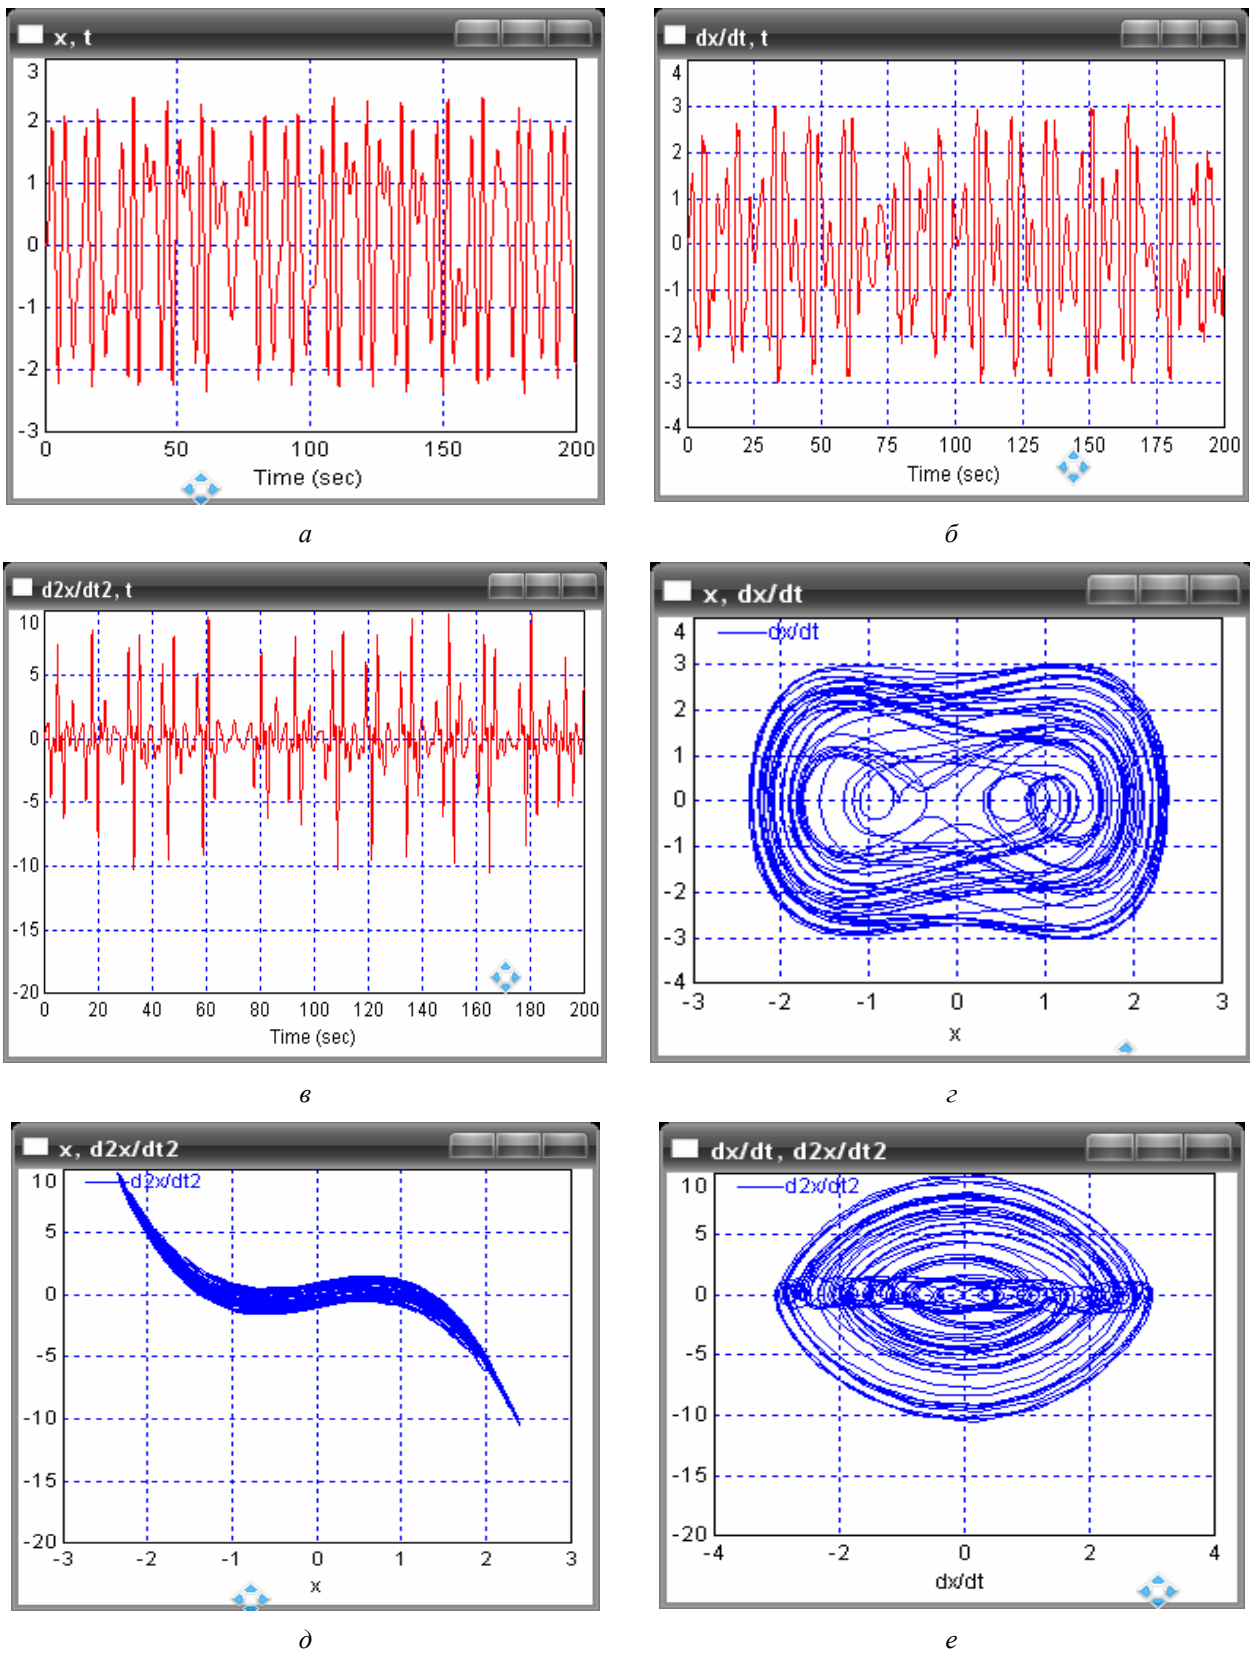 x, t
3
2
1
0
-1
-2
-3
0 50 100 150 200
Time (sec)
а
dx/dt, t
4
3
2
1
0
-1
-2
-3
-4
0 25 50 75 100 125 150 175 200
Time (sec)
б
d2x/dt2, t
10
5
0
-5
-10
-15
-20
0 20 40 60 80 100 120 140 160 180 200
Time (sec)
в
x, dx/dt
dx/dt
4
3
2
1
0
-1
-2
-3
-4
-3 -2 -1 0 1 2 3
x
г
x, d2x/dt2
d2x/dt2
10
5
0
-5
-10
-15
-20
-3 -2 -1 0 1 2 3
x
д
dx/dt, d2x/dt2
d2x/dt2
10
5
0
-5
-10
-15
-20
-4 -2 0 2 4
dx/dt
е